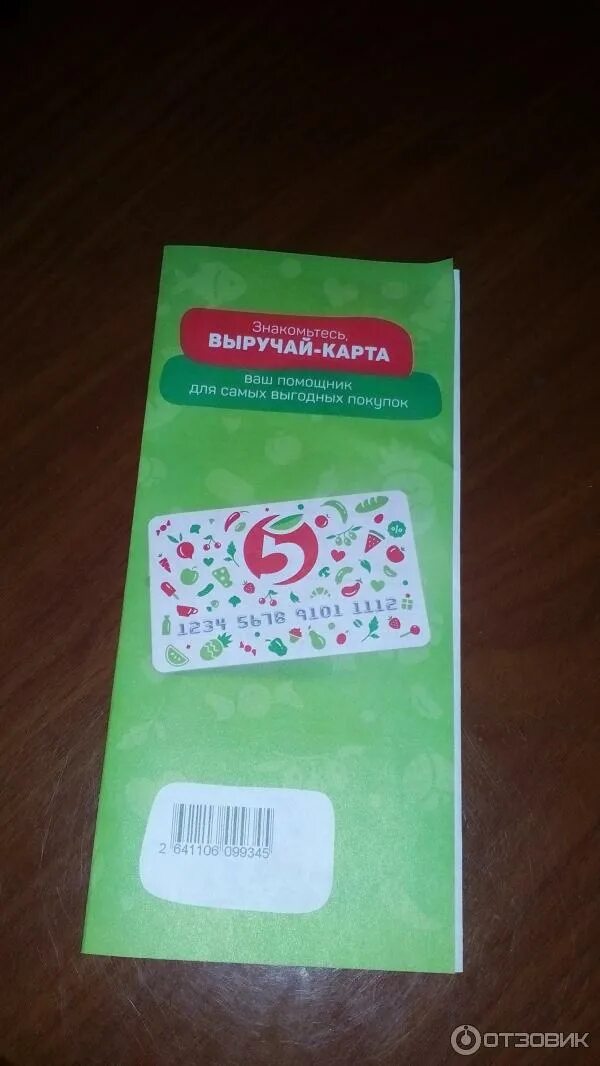 Знакомьтесь,
ВЫРУЧАЙ-КАРТА
ваш помощник
для самых выгодных покупок
5
%
1234 5678 9101 1112
2 641106 099345
ОТЗОВИК